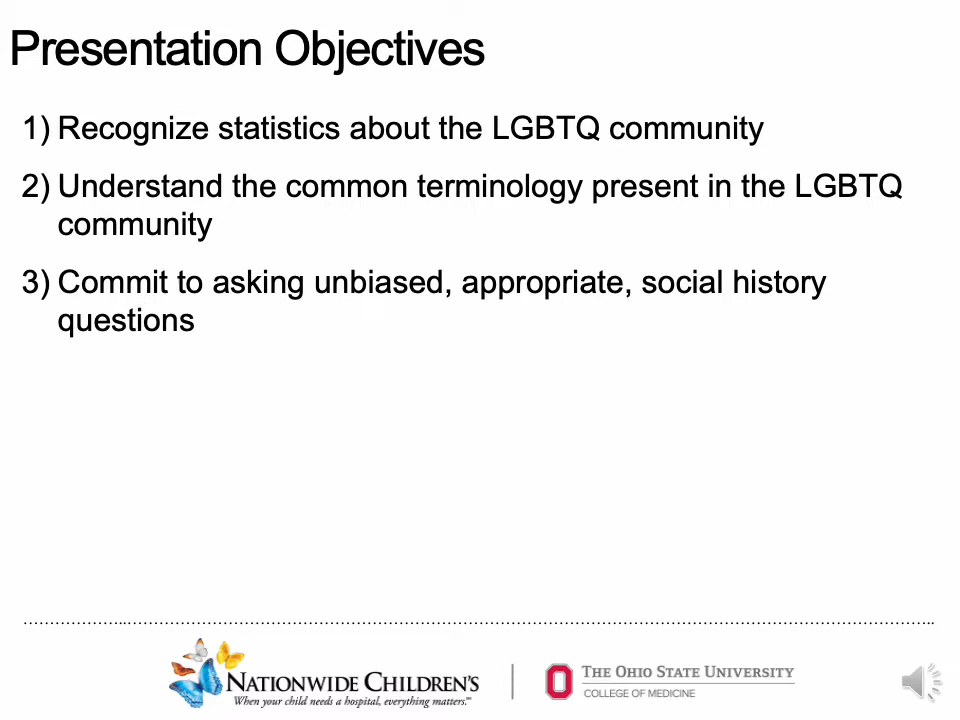 Presentation Objectives
1) Recognize statistics about the LGBTQ community
2) Understand the common terminology present in the LGBTQ
community
3) Commit to asking unbiased, appropriate, social history
questions
NATIONWIDE CHILDREN'S
When your child needs a hospital, everything matters.™
THE OHIO STATE UNIVERSITY
COLLEGE OF MEDICINE